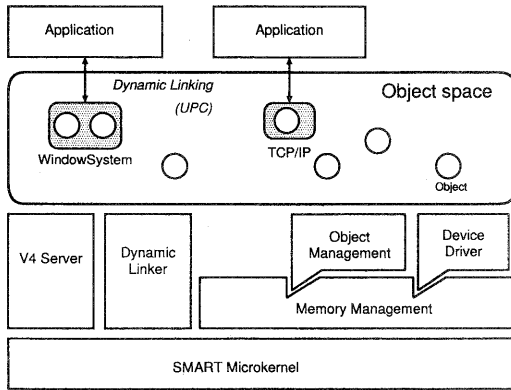 Application
Application
Dynamic Linking
(UPC)
Object space
WindowSystem
TCP/IP
Object
V4 Server
Dynamic
Linker
Object
Management
Device
Driver
Memory Management
SMART Microkernel